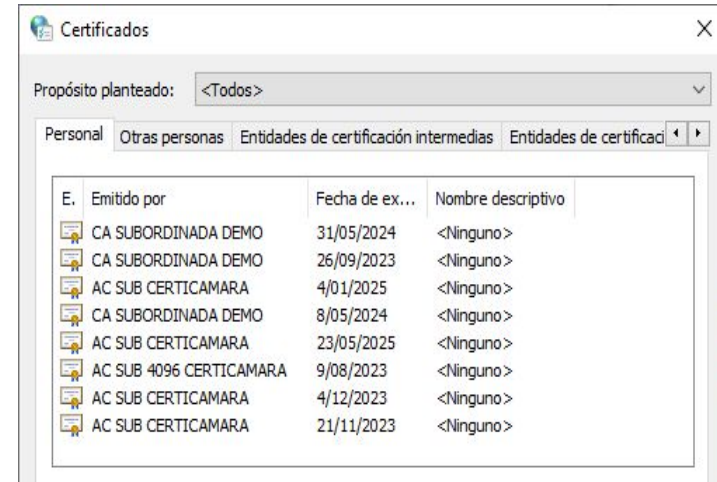 Certificados
Propósito planteado: <Todos>
Personal Otras personas Entidades de certificación intermedias Entidades de certificaci
E. Emitido por Fecha de ex... Nombre descriptivo
CA SUBORDINADA DEMO 31/05/2024 <Ninguno>
CA SUBORDINADA DEMO 26/09/2023 <Ninguno>
AC SUB CERTICAMARA 4/01/2025 <Ninguno>
CA SUBORDINADA DEMO 8/05/2024 <Ninguno>
AC SUB CERTICAMARA 23/05/2025 <Ninguno>
AC SUB 4096 CERTICAMARA 9/08/2023 <Ninguno>
AC SUB CERTICAMARA 4/12/2023 <Ninguno>
AC SUB CERTICAMARA 21/11/2023 <Ninguno>